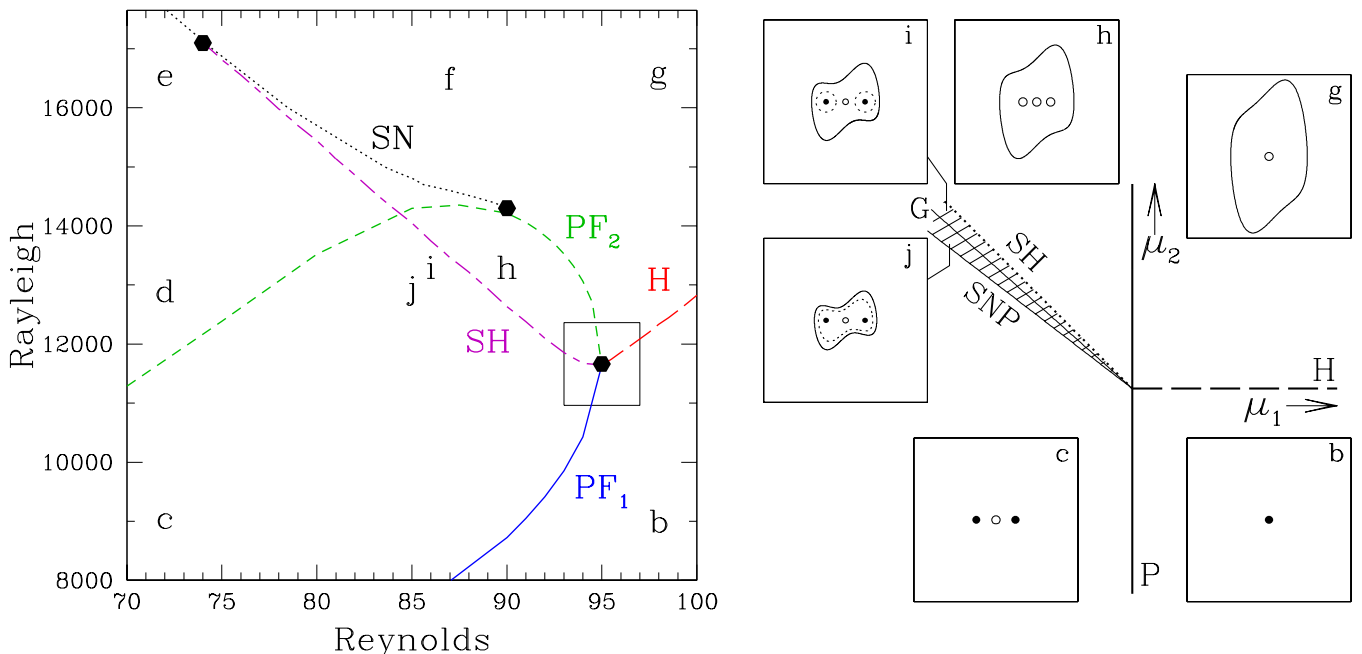 e
f
g
16000
SN
14000
PF2
d
j
i
h
H
Rayleigh
12000
SH
10000
PF1
c
b
8000
70
75
80
85
90
95
100
Reynolds
i
h
g
G
SH
μ2
j
SNP
H
μ1
c
b
P